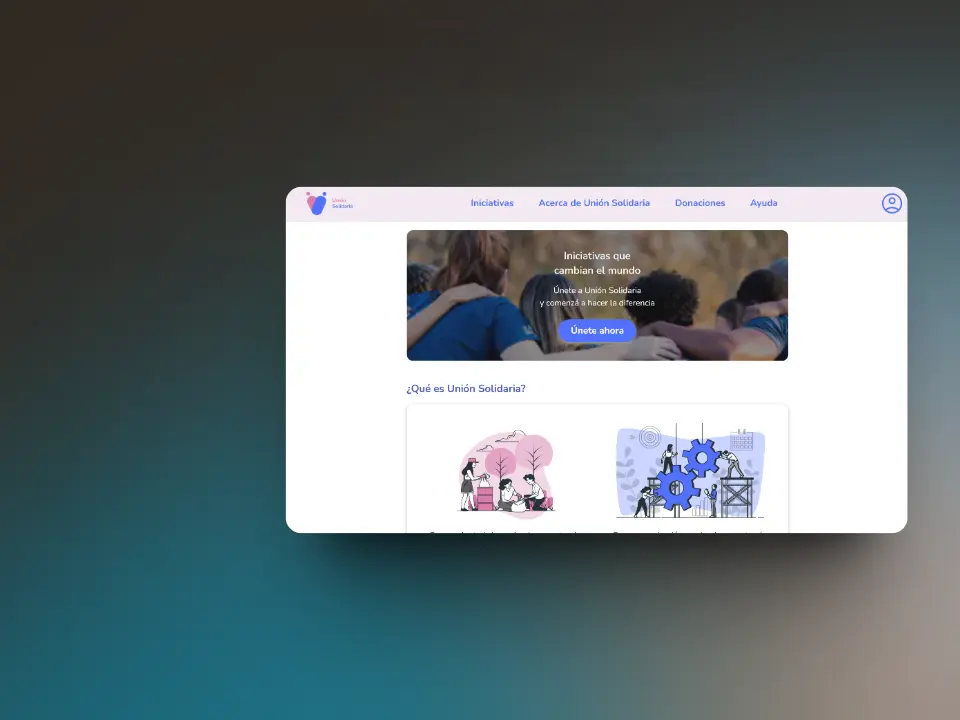 Unión
Solidaria
Iniciativas
Acerca de Unión Solidaria
Donaciones
Ayuda
Iniciativas que
cambian el mundo
Únete a Unión Solidaria
y comenzá a hacer la diferencia
Únete ahora
¿Qué es Unión Solidaria?